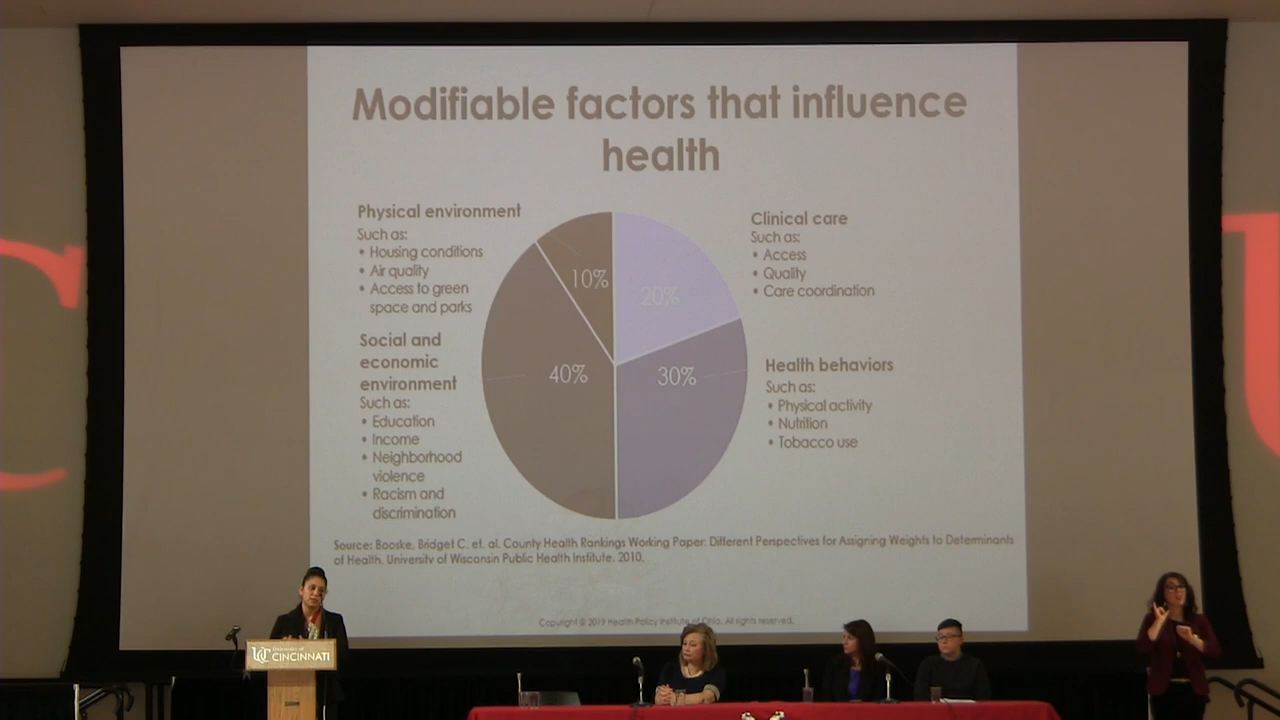 Modifiable factors that influence
health
Physical environment
Such as:
• Housing conditions
• Air quality
• Access to green
space and parks
Social and
economic
environment
Such as:
• Education
• Income
• Neighborhood
violence
• Racism and
discrimination
10%
20%
40%
30%
Clinical care
Such as:
• Access
• Quality
• Care coordination
Health behaviors
Such as:
• Physical activity
• Nutrition
• Tobacco use
Source: Booske, Bridget C. et. al. County Health Rankings Working Paper: Different Perspectives for Assigning Weights to Determinants
of Health. University of Wisconsin Public Health Institute. 2010.
Copyright © 2019 Health Policy Institute of Ohio. All rights reserved.
C
U
UC
University of
CINCINNATI